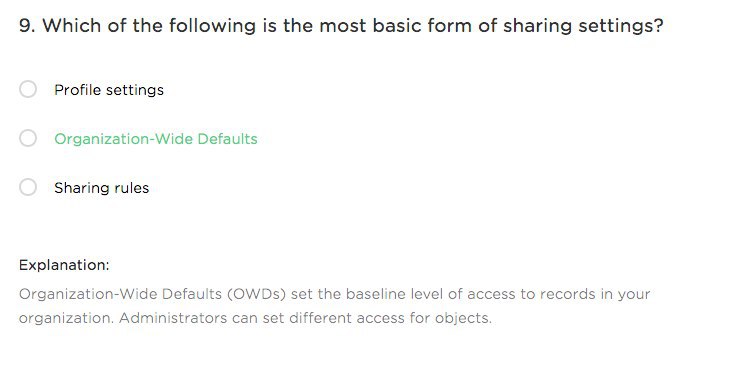 9. Which of the following is the most basic form of sharing settings?
Profile settings
Organization-Wide Defaults
Sharing rules
Explanation:
Organization-Wide Defaults (OWDs) set the baseline level of access to records in your
organization. Administrators can set different access for objects.